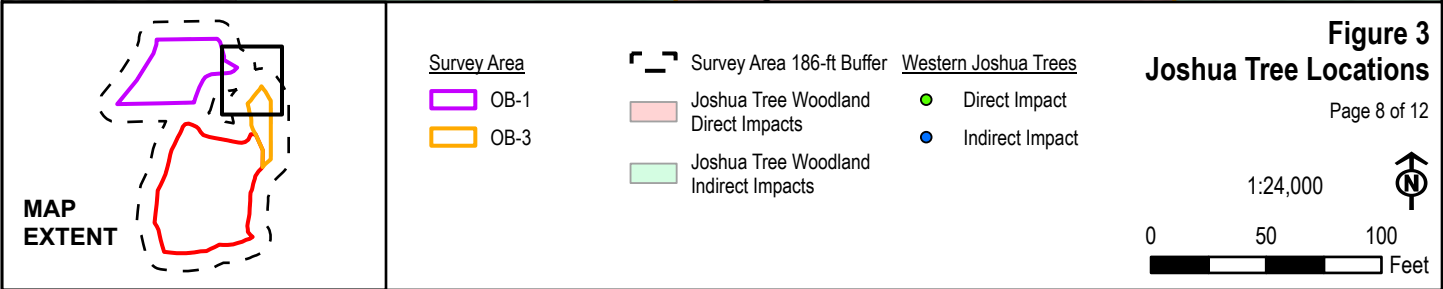 MAP
EXTENT
Survey Area
OB-1
OB-3
Survey Area 186-ft Buffer
Joshua Tree Woodland
Direct Impacts
Joshua Tree Woodland
Indirect Impacts
Western Joshua Trees
Direct Impact
Indirect Impact
Figure 3
Joshua Tree Locations
Page 8 of 12
1:24,000
N
0 50 100
Feet